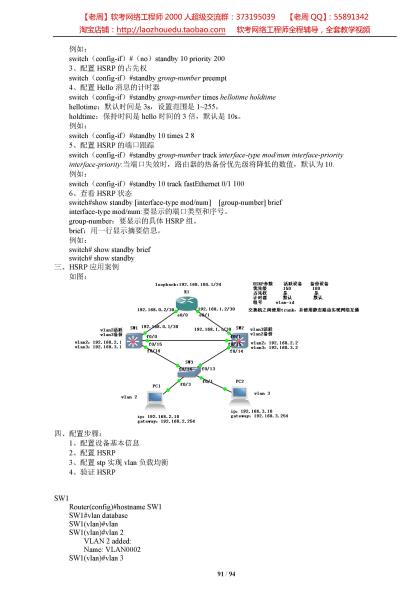 【老周】软考网络工程师 2000 人超级交流群：373195039 【老周 QQ】：55891342
淘宝店铺：http://laozhouedu.taobao.com 软考网络工程师全程辅导，全套教学视频
例如：
switch（config-if）#（no）standby 10 priority 200
3、配置 HSRP 的占先权
switch（config-if）#standby group-number preempt
4、配置 Hello 消息的计时器
switch（config-if）#standby group-number times hellotime holdtime
hellotime：默认时间是 3s，设置范围是 1~255。
holdtime：保持时间是 hello 时间的 3 倍，默认是 10s。
例如：
switch（config-if）#standby 10 times 2 8
5、配置 HSRP 的端口跟踪
switch（config-if）#standby group-number track interface-type mod/num interface-priority
interface-priority:当端口失效时，路由器的热备份优先级将降低的数值，默认为 10.
例如：
switch（config-if）#standby 10 track fastEthernet 0/1 100
6、查看 HSRP 状态
switch#show standby [interface-type mod/num] [group-number] brief
interface-type mod/num:要显示的端口类型和序号。
group-number：要显示的具体 HSRP 组。
brief：用一行显示摘要信息。
例如：
switch# show standby brief
switch# show standby
三、HSRP 应用案例
如图：
loopback:192.168.100.1/30
R1
HSRP参数 活跃设备 备份设备
优先级 150 100
占先权 是 是
计时器 默认 默认
组号 vlan-id
交换机之间使用trunk，并使用静态路由实现网络互通
192.168.0.2/30
192.168.1.2/30
s0/0
s0/1
vlan2活跃
vlan3备份
SW1
192.168.0.1/30
192.168.1.1/30
SW2
vlan3活跃
vlan2备份
f0/0
f0/15
f0/15
f0/14
f0/14
vlan2: 192.168.2.1
vlan3: 192.168.3.1
vlan2: 192.168.2.2
vlan3: 192.168.3.2
SW3
f0/13
f0/3
f0/1
PC1
PC2
vlan 2
vlan 3
ip: 192.168.2.10
gateway: 192.168.2.254
ip: 192.168.3.10
gateway: 192.168.3.254
四、配置步骤：
1、配置设备基本信息
2、配置 HSRP
3、配置 stp 实现 vlan 负载均衡
4、验证 HSRP
SW1
Router(config)#hostname SW1
SW1#vlan database
SW1(vlan)#vlan
SW1(vlan)#vlan 2
VLAN 2 added:
Name: VLAN0002
SW1(vlan)#vlan 3
91 / 94